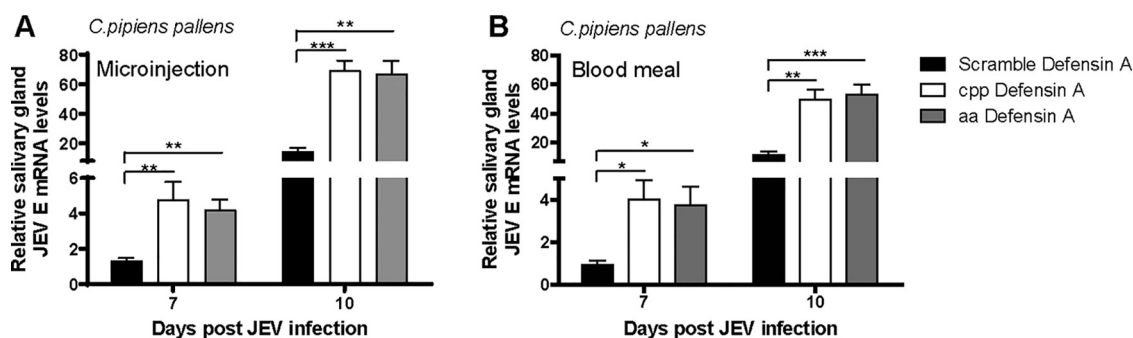 A
C.pipiens pallens
Microinjection
Relative salivary gland
JEV E mRNA levels
80
60
40
20
6
4
2
0
**
***
**
**
7
10
Days post JEV infection
B
C.pipiens pallens
Blood meal
Relative salivary gland
JEV E mRNA levels
80
60
40
20
6
4
2
0
***
**
*
*
7
10
Days post JEV infection
Scramble Defensin A
cpp Defensin A
aa Defensin A